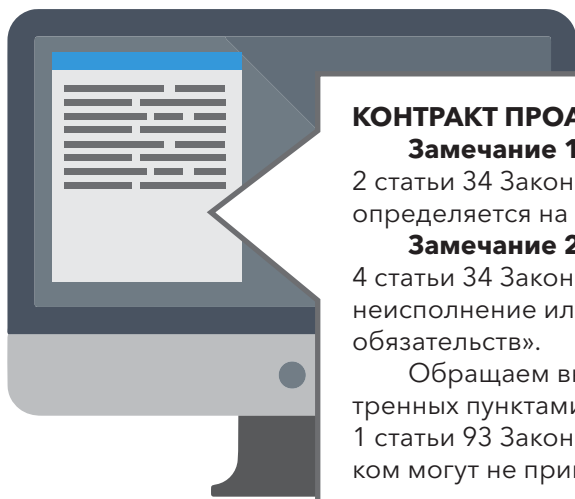 КОНТРАКТ ПРОА
Замечание 1
2 статьи 34 Закон
определяется на
Замечание 2
4 статьи 34 Закон
неисполнение ил
обязательств».
Обращаем в
тренных пунктами
1 статьи 93 Закон
ком могут не при